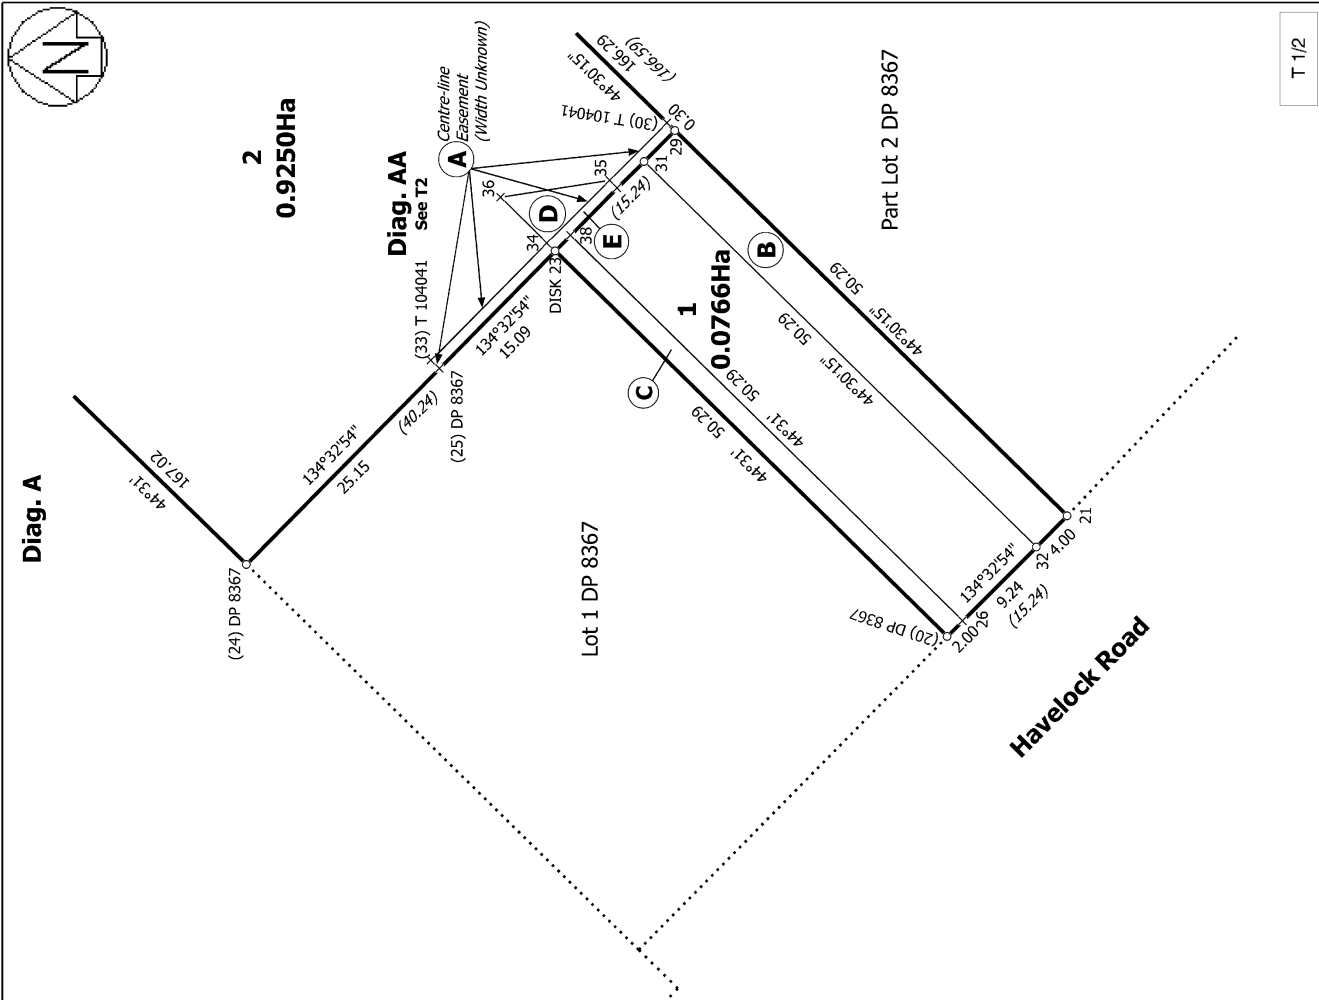 N
Diag. A
2
0.9250Ha
Diag. AA
See T2
A
Centre-line
Easement
(Width Unknown)
166.29
(166.59)
44°30'15"
(30) T 104041
0.30
29
31
35
36
(15.24)
D
34
38
E
DISK 23
(33) T 104041
134°32'54"
15.09
(25) DP 8367
(40.24)
134°32'54"
25.15
167.02
44°31'
(24) DP 8367
Part Lot 2 DP 8367
B
50.29
44°30'15"
50.29
44°30'15"
1
0.0766Ha
C
50.29
44°31'
50.29
44°31'
Lot 1 DP 8367
(20) DP 8367
2.00
26
134°32'54"
9.24
(15.24)
32
4.00
21
Havelock Road
T 1/2